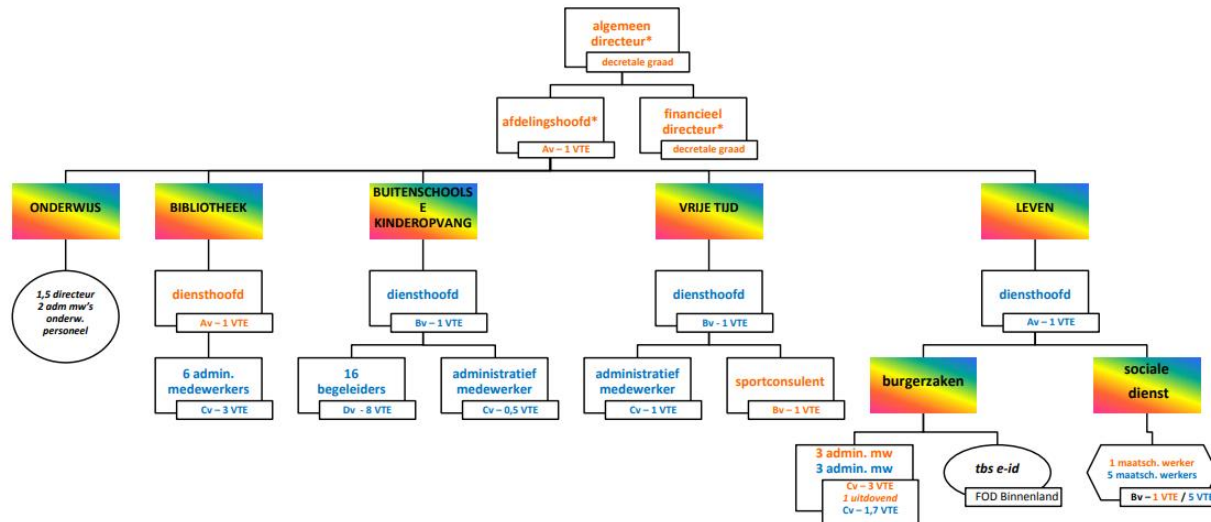 algemeen
directeur*
decretale graad
afdelingshoofd*
Av – 1 VTE
financieel
directeur*
decretale graad
ONDERWIJS
BIBLIOTHEEK
BUITENSCHOOLS
E
KINDEROPVANG
VRIJE TIJD
LEVEN
1,5 directeur
2 adm mw's
onderw.
personeel
diensthoofd
Av – 1 VTE
diensthoofd
Bv – 1 VTE
diensthoofd
Bv - 1 VTE
diensthoofd
Av – 1 VTE
6 admin.
medewerkers
Cv – 3 VTE
16
begeleiders
Dv - 8 VTE
administratief
medewerker
Cv – 0,5 VTE
administratief
medewerker
Cv – 1 VTE
sportconsulent
Bv – 1 VTE
burgerzaken
sociale
dienst
3 admin. mw
3 admin. mw
Cv – 3 VTE
1 uitdovend
Cv – 1,7 VTE
tbs e-id
FOD Binnenland
1 maatsch. werker
5 maatsch. werkers
Bv – 1 VTE / 5 VTE